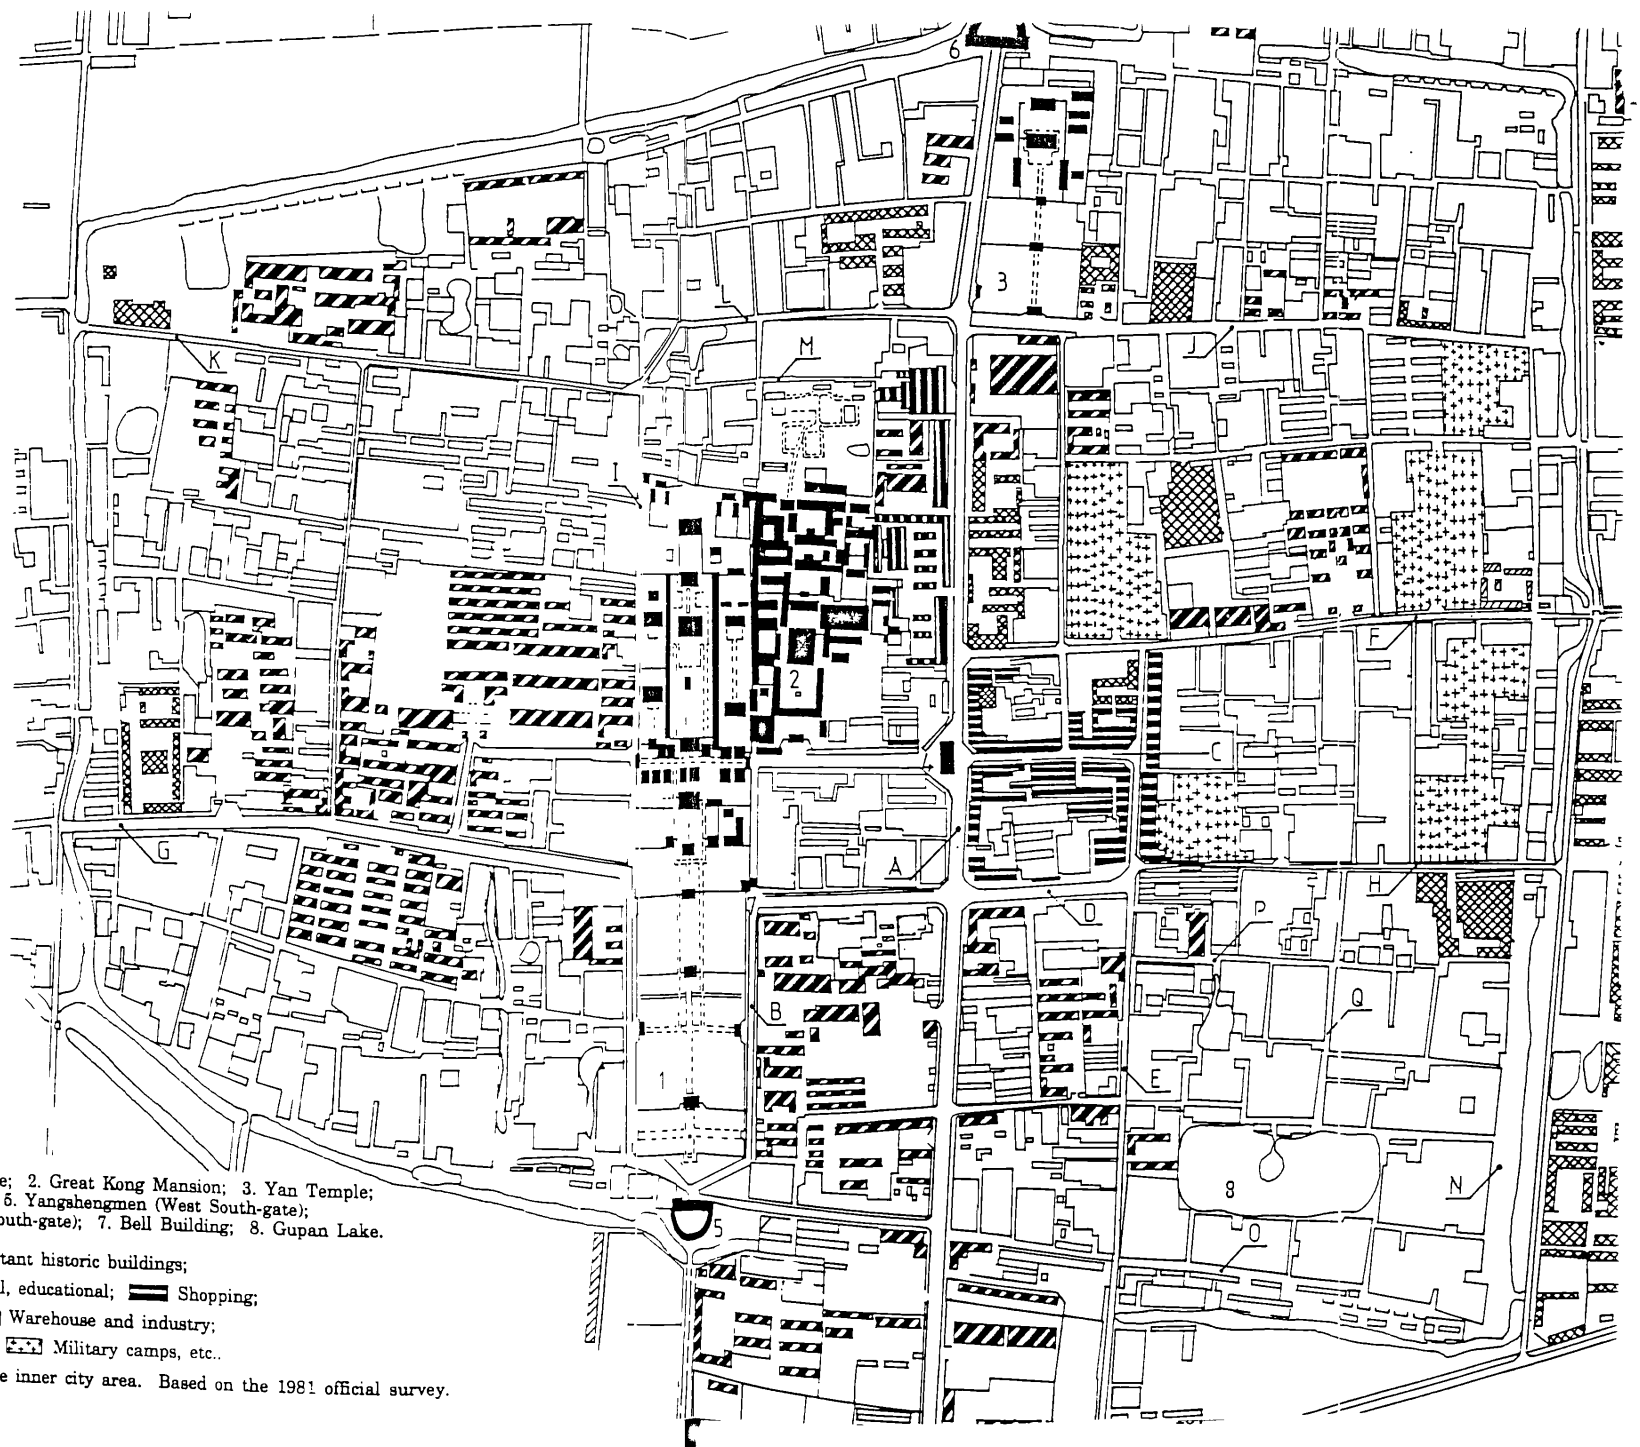 6
3
J
K
L
M
I
2
F
C
G
A
D
H
P
B
Q
E
1
8
N
5
O
e; 2. Great Kong Mansion; 3. Yan Temple;
5. Yangshengmen (West South-gate);
outh-gate); 7. Bell Building; 8. Gupan Lake.
tant historic buildings;
l, educational; Shopping;
Warehouse and industry;
Military camps, etc..
e inner city area. Based on the 1981 official survey.